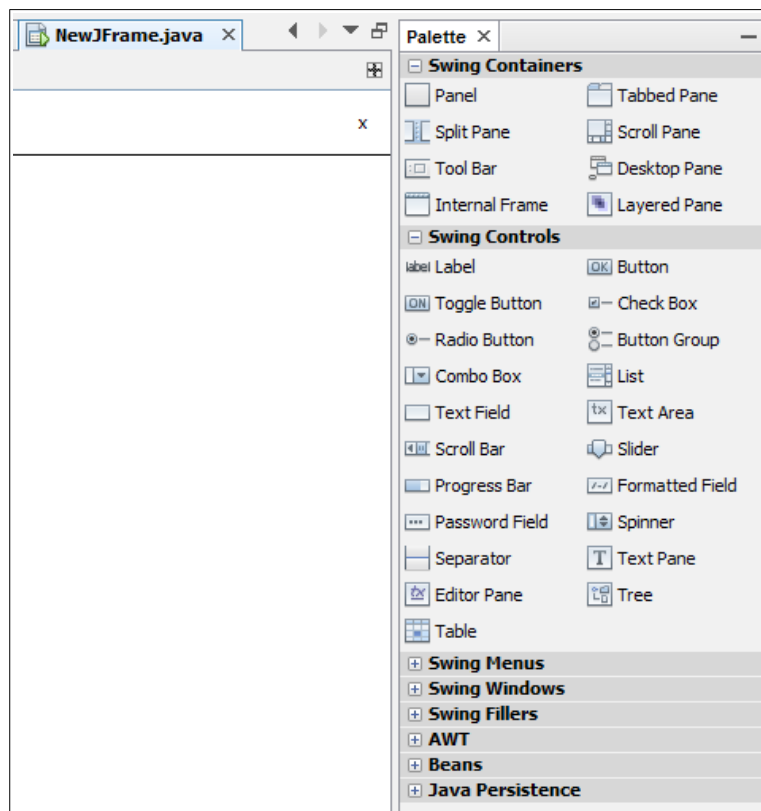 NewJFrame.java
x
Palette
Swing Containers
Panel Tabbed Pane
Split Pane Scroll Pane
Tool Bar Desktop Pane
Internal Frame Layered Pane
Swing Controls
label Label OK Button
ON Toggle Button Check Box
Radio Button Button Group
Combo Box List
Text Field tx Text Area
Scroll Bar Slider
Progress Bar Formatted Field
Password Field Spinner
Separator T Text Pane
Editor Pane Tree
Table
Swing Menus
Swing Windows
Swing Fillers
AWT
Beans
Java Persistence